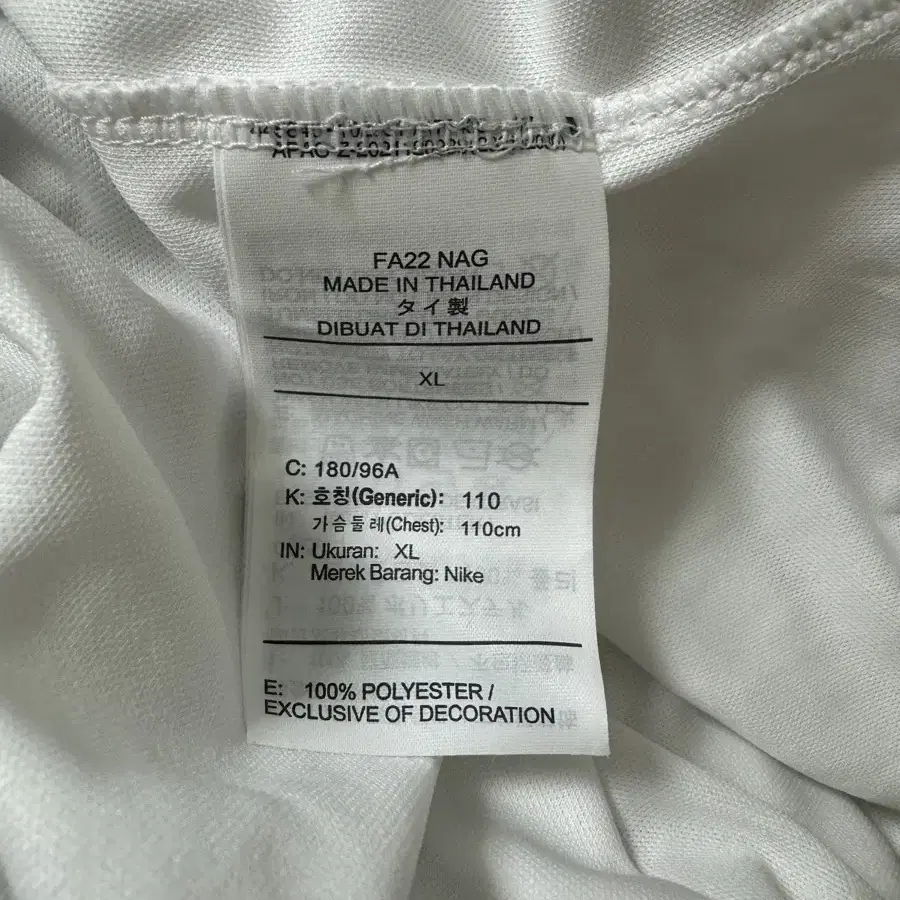 FA22 NAG
MADE IN THAILAND
タイ製
DIBUAT DI THAILAND
XL
C: 180/96A
K: 호칭(Generic): 110
가슴둘레(Chest): 110cm
IN: Ukuran: XL
Merek Barang: Nike
E: 100% POLYESTER /
EXCLUSIVE OF DECORATION